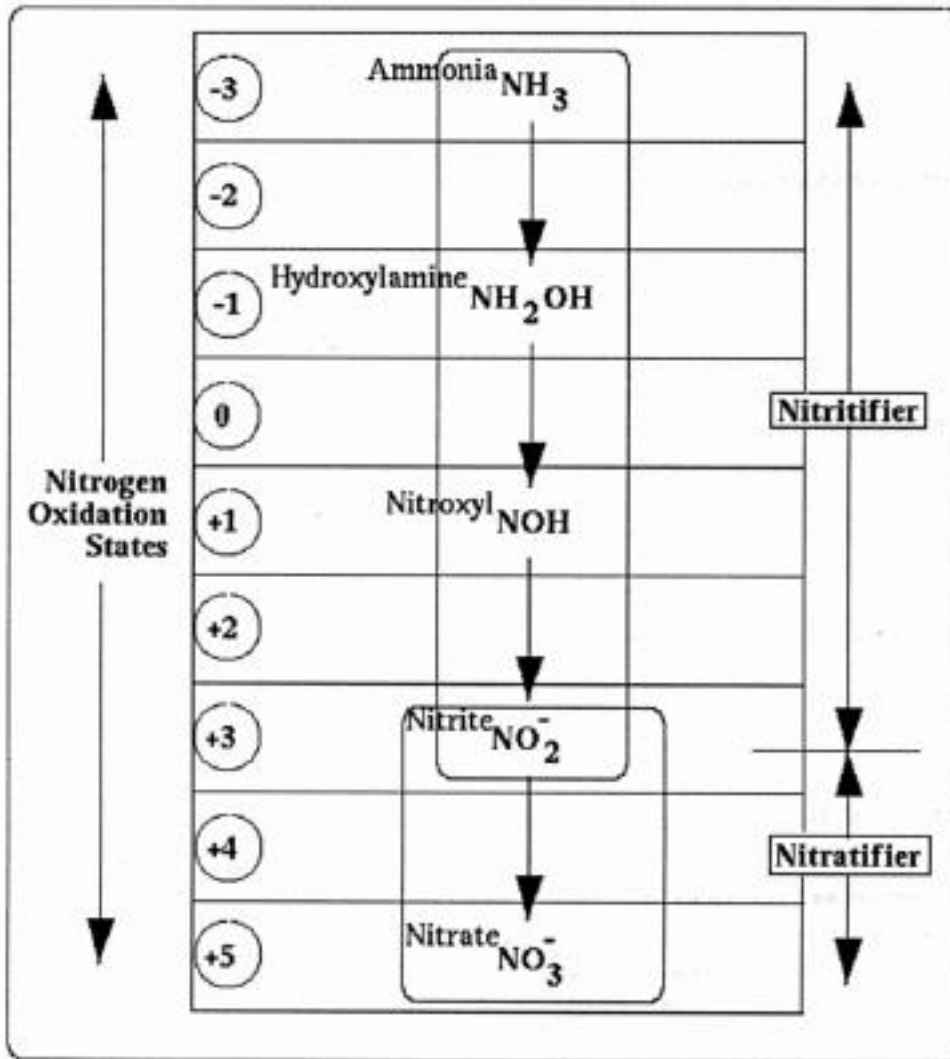 -3
Ammonia NH3
-2
Hydroxylamine NH2OH
-1
0
Nitritifier
Nitrogen
Oxidation
States
Nitroxyl NOH
+1
+2
Nitrite NO2-
+3
+4
Nitratifier
Nitrate NO3-
+5